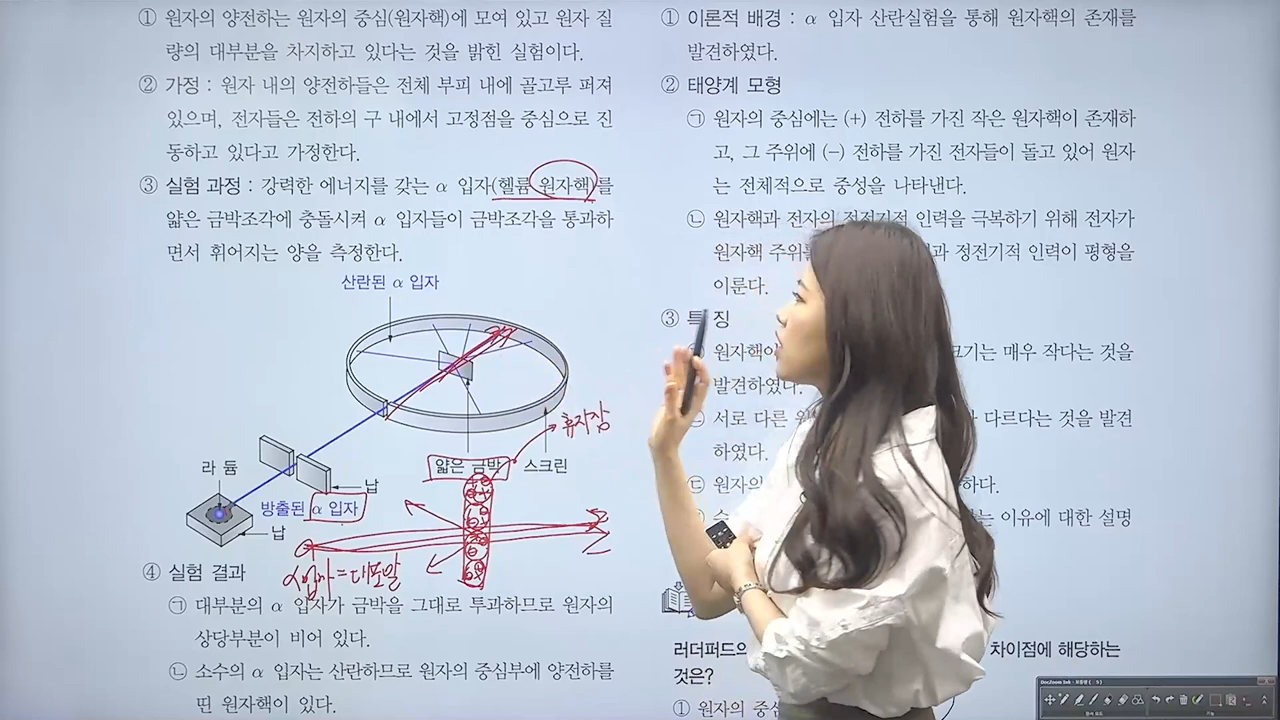 ① 원자의 양전하는 원자의 중심(원자핵)에 모여 있고 원자 질
량의 대부분을 차지하고 있다는 것을 밝힌 실험이다.
② 가정 : 원자 내의 양전하들은 전체 부피 내에 골고루 퍼져
있으며, 전자들은 전하의 구 내에서 고정점을 중심으로 진
동하고 있다고 가정한다.
③ 실험 과정 : 강력한 에너지를 갖는 α 입자(헬륨 원자핵)를
얇은 금박조각에 충돌시켜 α 입자들이 금박조각을 통과하
면서 휘어지는 양을 측정한다.
산란된 α 입자
휴지장
얇은 금박
스크린
라 듐
납
방출된 α 입자
납
α입자=대포알
④ 실험 결과
㉠ 대부분의 α 입자가 금박을 그대로 투과하므로 원자의
상당부분이 비어 있다.
㉡ 소수의 α 입자는 산란하므로 원자의 중심부에 양전하를
띤 원자핵이 있다.
① 이론적 배경 : α 입자 산란실험을 통해 원자핵의 존재를
발견하였다.
② 태양계 모형
㉠ 원자의 중심에는 (+) 전하를 가진 작은 원자핵이 존재하
고, 그 주위에 (-) 전하를 가진 전자들이 돌고 있어 원자
는 전체적으로 중성을 나타낸다.
㉡ 원자핵과 전자의 정전기적 인력을 극복하기 위해 전자가
원자핵 주위를 과 정전기적 인력이 평형을
이룬다.
③ 특 징
원자핵이 크기는 매우 작다는 것을
발견하였다.
서로 다른 원 다르다는 것을 발견
하였다.
㉢ 원자의 하다.
이유에 대한 설명
러더퍼드의 차이점에 해당하는
것은?
① 원자의 중심